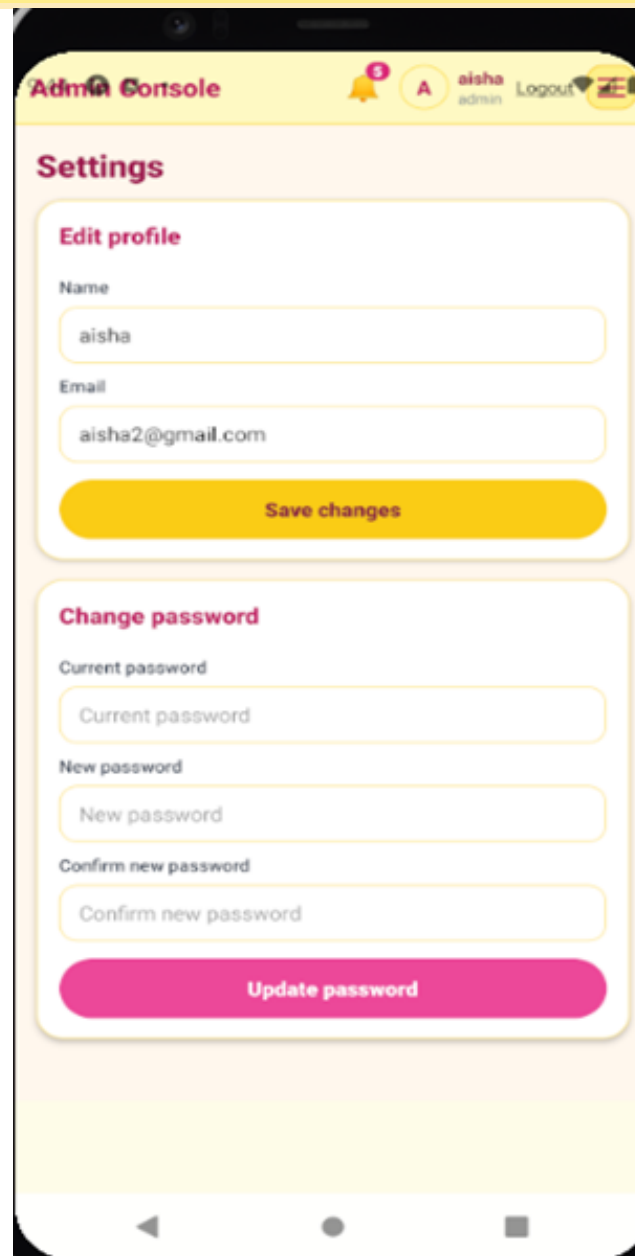 Admin Console
5
A
aisha
admin
Logout
Settings
Edit profile
Name
aisha
Email
aisha2@gmail.com
Save changes
Change password
Current password
Current password
New password
New password
Confirm new password
Confirm new password
Update password